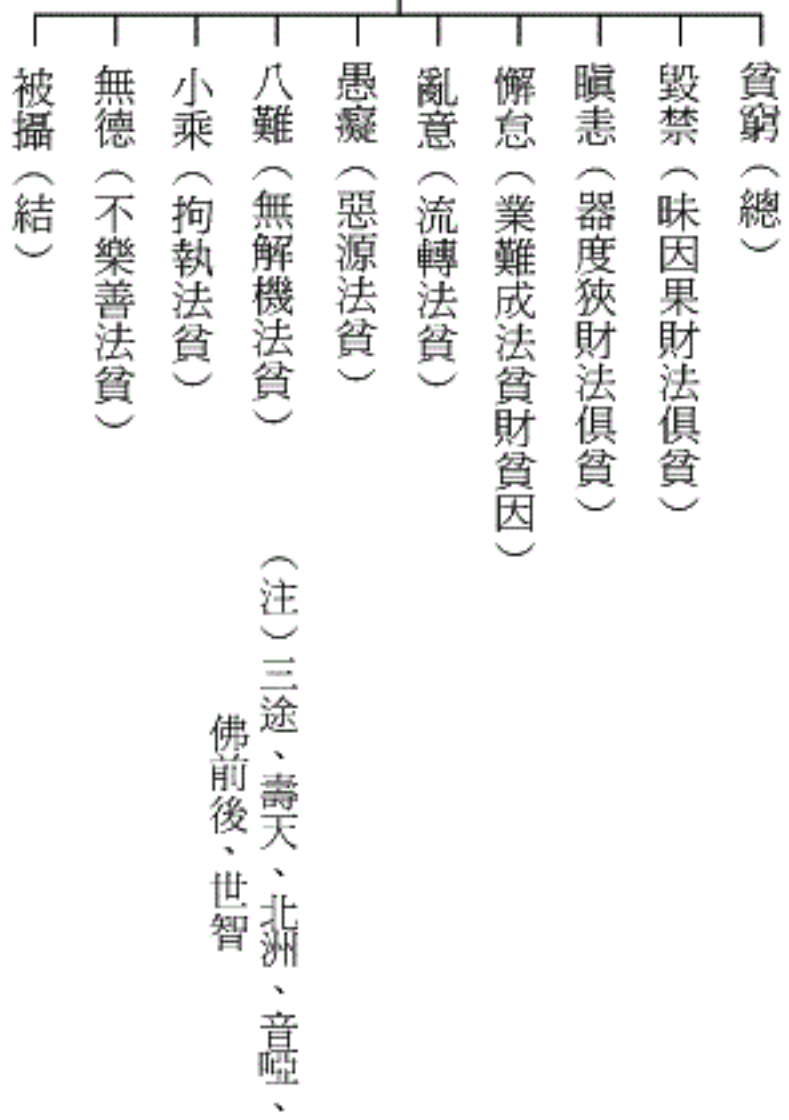 貧窮（總）
毀禁（昧因果財法俱貧）
瞋恚（器度狹財法俱貧）
懈怠（業難成法貧財貧因）
亂意（流轉法貧）
愚癡（惡源法貧）
八難（無解機法貧）
（注）三途、壽天、北洲、音啞、
佛前後、世智
小乘（拘執法貧）
無德（不樂善法貧）
被攝（結）